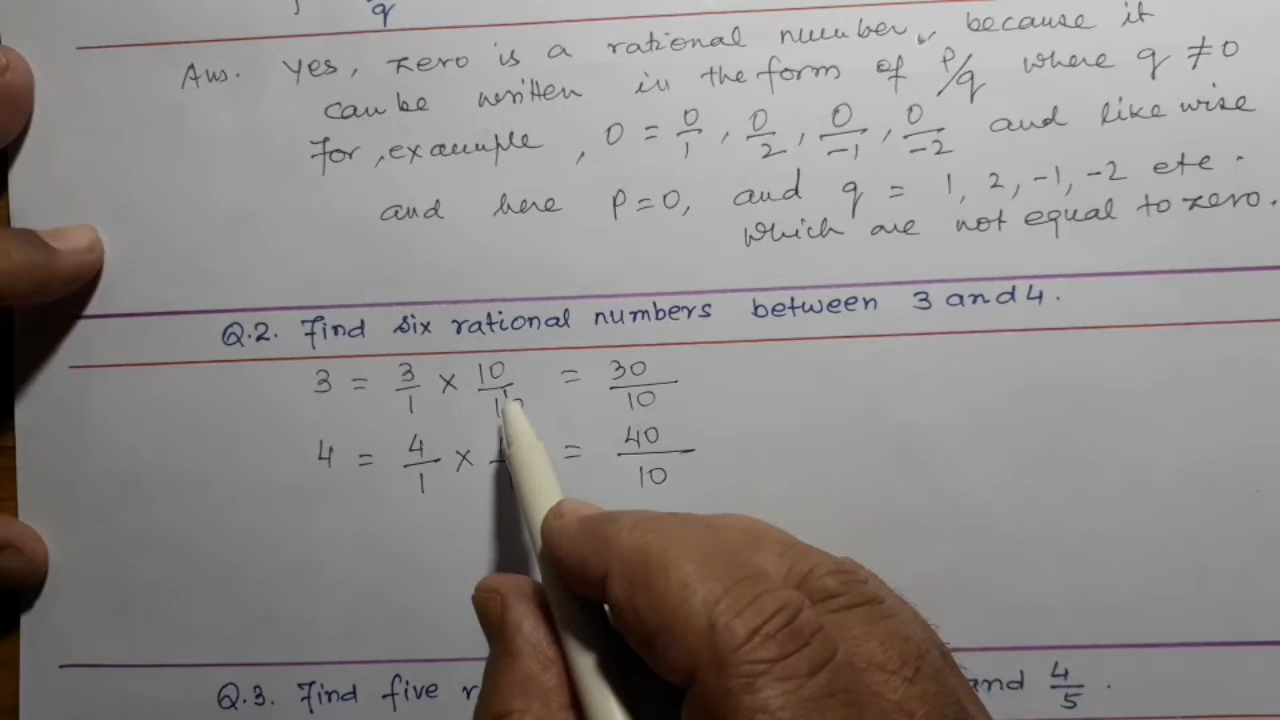 q
Ans. Yes, zero is a rational number, because it
can be written in the form of P/q where q ≠ 0
For, example, 0 = 0/1, 0/2, 0/-1, 0/-2 and like wise
and here P = 0, and q = 1, 2, -1, -2 etc.
which are not equal to zero.
Q.2. Find six rational numbers between 3 and 4.
3 = 3/1 × 10/10 = 30/10
4 = 4/1 × = 40/10
Q.3. Find five and 4/5.